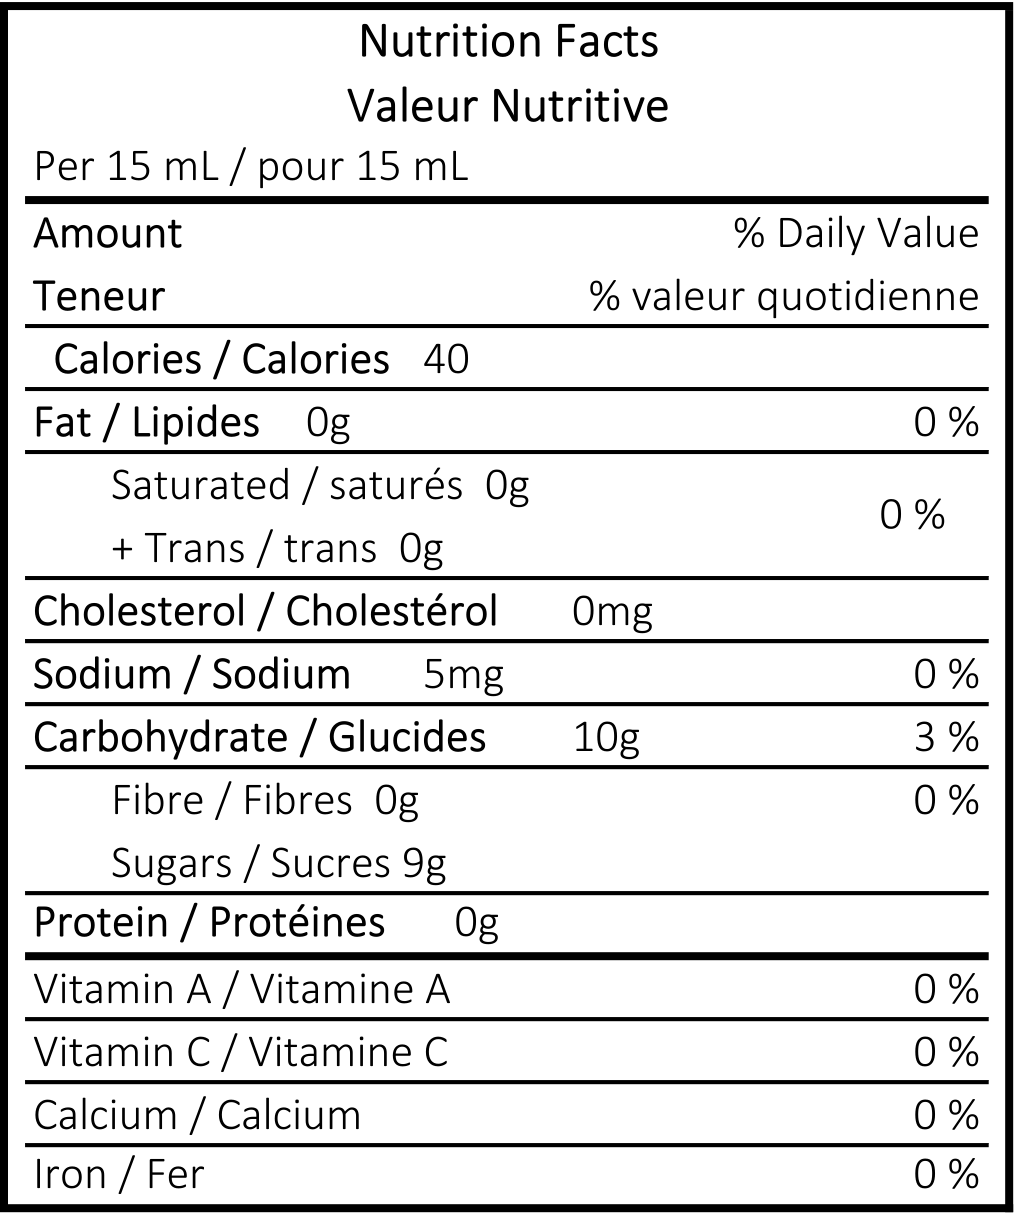 Nutrition Facts
Valeur Nutritive
Per 15 mL / pour 15 mL
Amount % Daily Value
Teneur % valeur quotidienne
Calories / Calories 40
Fat / Lipides 0g 0 %
Saturated / saturés 0g
0 %
+ Trans / trans 0g
Cholesterol / Cholestérol 0mg
Sodium / Sodium 5mg 0 %
Carbohydrate / Glucides 10g 3 %
Fibre / Fibres 0g 0 %
Sugars / Sucres 9g
Protein / Protéines 0g
Vitamin A / Vitamine A 0 %
Vitamin C / Vitamine C 0 %
Calcium / Calcium 0 %
Iron / Fer 0 %